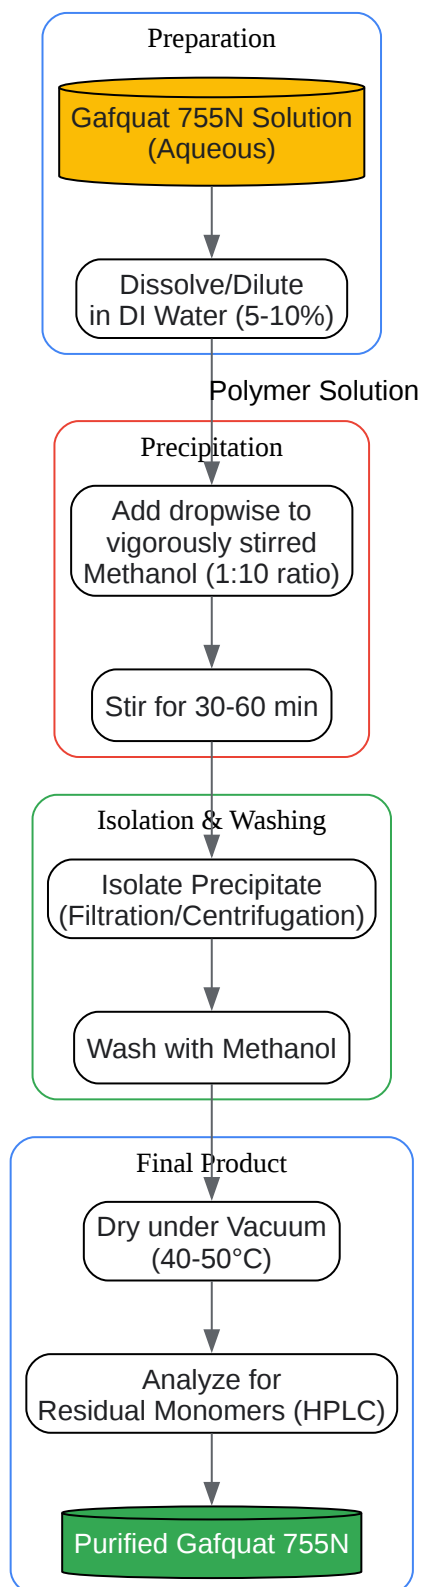 Preparation
Gafquat 755N Solution
(Aqueous)
Dissolve/Dilute
in DI Water (5-10%)
Polymer Solution
Precipitation
Add dropwise to
vigorously stirred
Methanol (1:10 ratio)
Stir for 30-60 min
Isolation & Washing
Isolate Precipitate
(Filtration/Centrifugation)
Wash with Methanol
Final Product
Dry under Vacuum
(40-50°C)
Analyze for
Residual Monomers (HPLC)
Purified Gafquat 755N